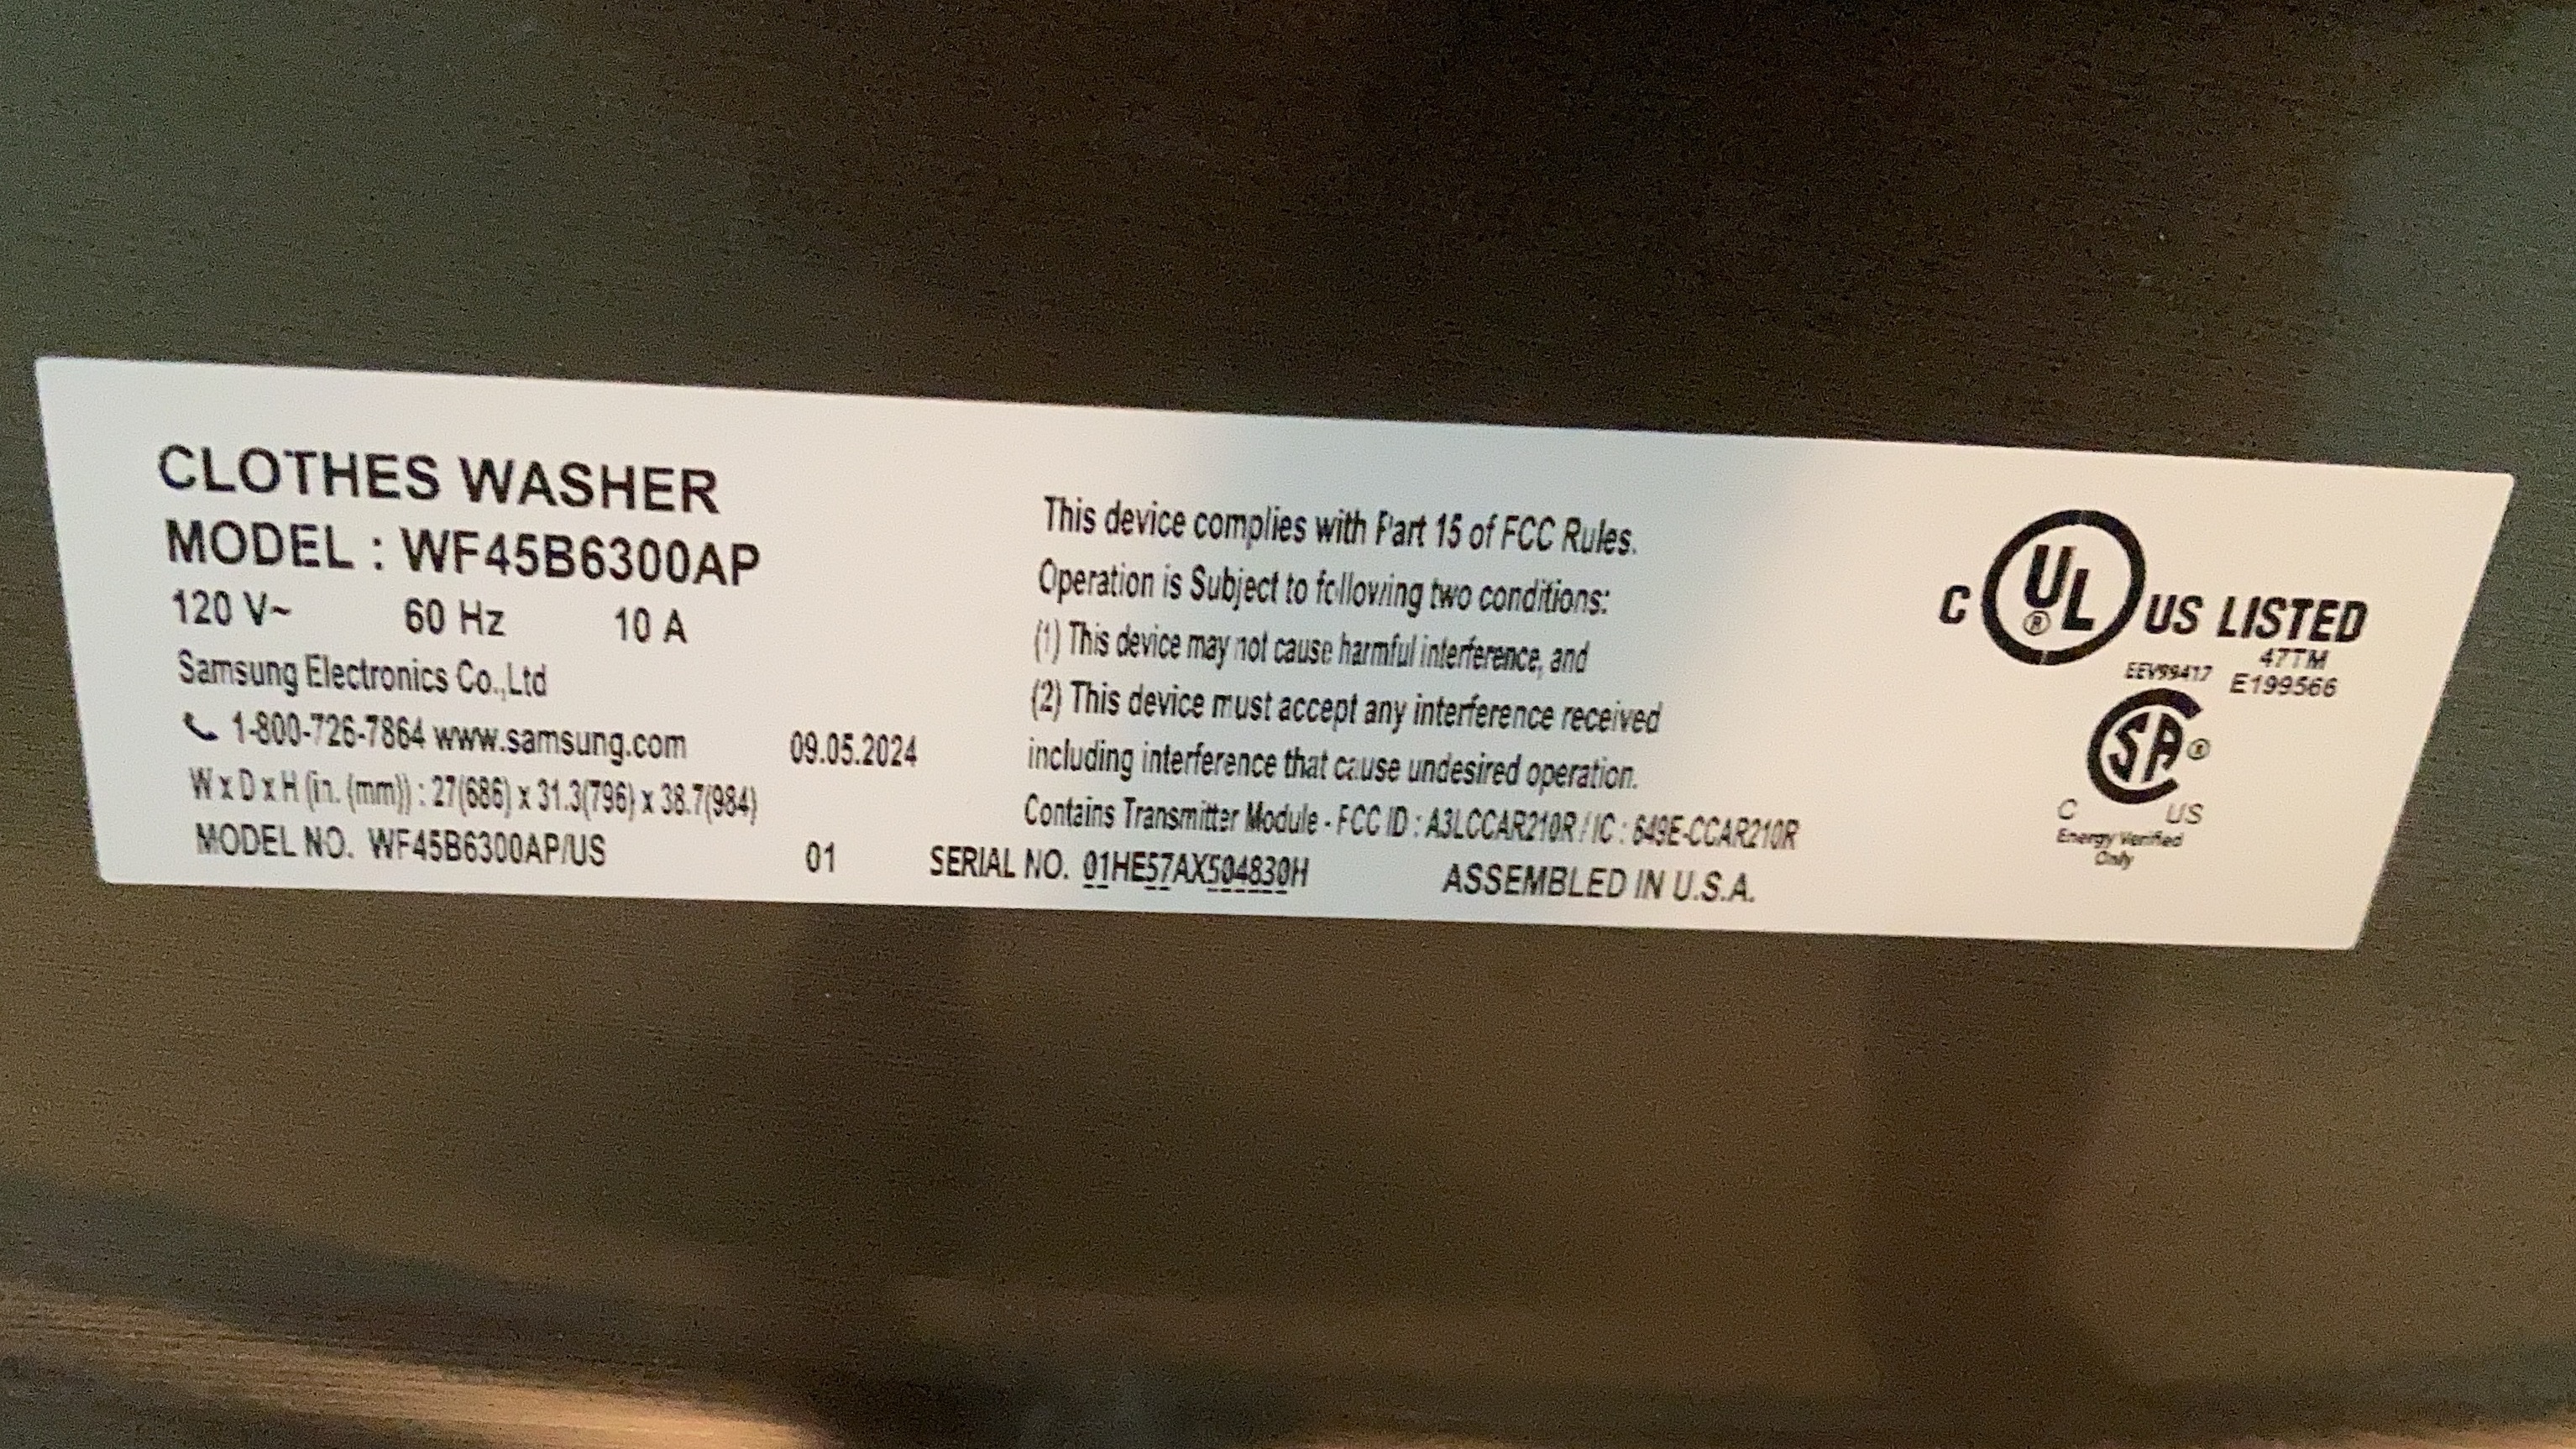 CLOTHES WASHER
MODEL : WF45B6300AP
120 V~ 60 Hz 10 A
Samsung Electronics Co.,Ltd
1-800-726-7864 www.samsung.com 09.05.2024
W x D x H (in. (mm)) : 27(686) x 31.3(796) x 38.7(984)
MODEL NO. WF45B6300AP/US 01 SERIAL NO. 01HE57AX504830H ASSEMBLED IN U.S.A.
This device complies with Part 15 of FCC Rules.
Operation is Subject to following two conditions:
(1) This device may not cause harmful interference, and
(2) This device must accept any interference received
including interference that cause undesired operation.
Contains Transmitter Module - FCC ID : A3LCCAR210R / IC : 649E-CCAR210R
C UL® US LISTED
47TM
EEV99417 E199566
SA®
C US
Energy Verified
Only